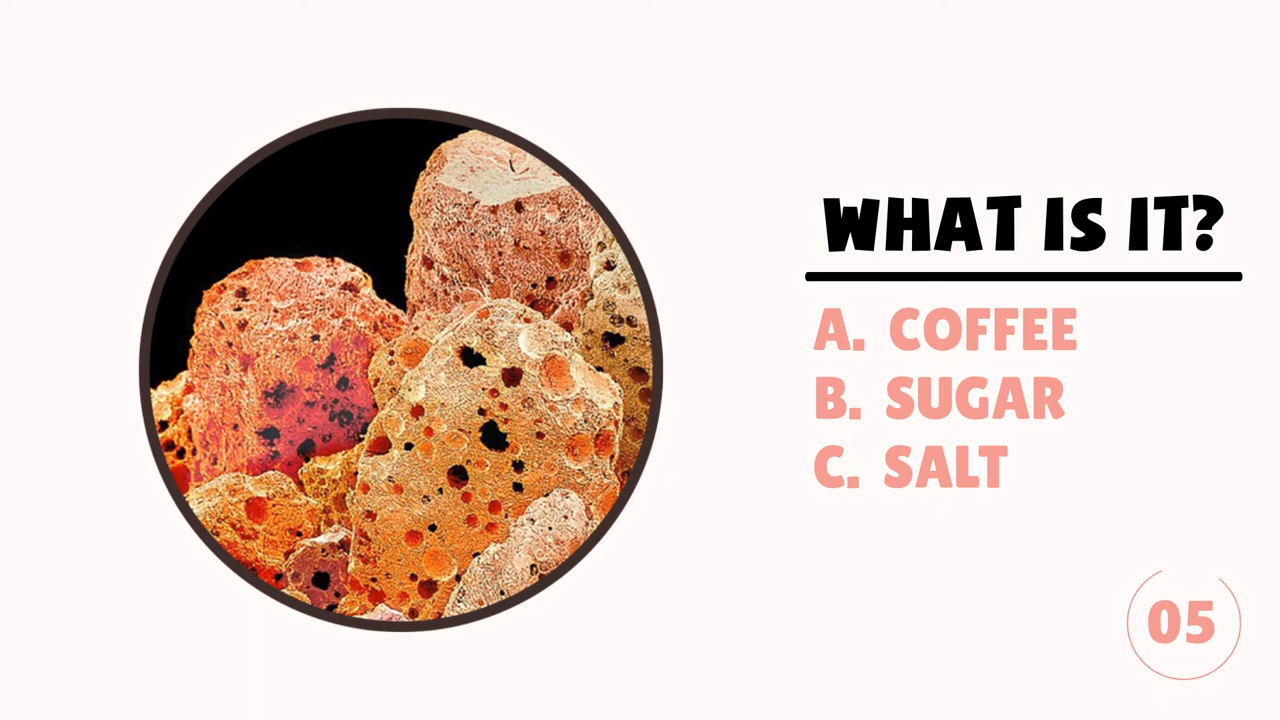 WHAT IS IT?
A. COFFEE
B. SUGAR
C. SALT
05